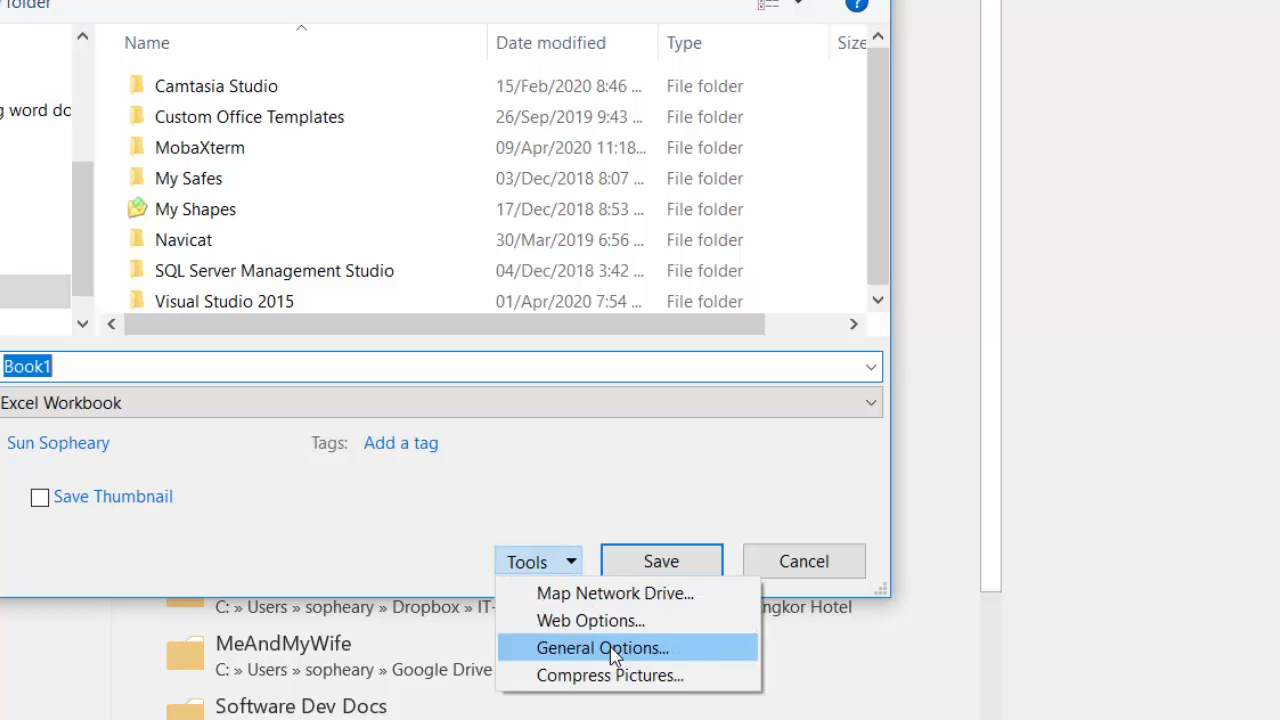 folder
Name Date modified Type Size
Camtasia Studio 15/Feb/2020 8:46 ... File folder
g word dc
Custom Office Templates 26/Sep/2019 9:43 ... File folder
MobaXterm 09/Apr/2020 11:18... File folder
My Safes 03/Dec/2018 8:07 ... File folder
My Shapes 17/Dec/2018 8:53 ... File folder
Navicat 30/Mar/2019 6:56 ... File folder
SQL Server Management Studio 04/Dec/2018 3:42 ... File folder
Visual Studio 2015 01/Apr/2020 7:54 ... File folder
Book1
Excel Workbook
Sun Sopheary Tags: Add a tag
Save Thumbnail
Tools Save Cancel
Map Network Drive...
Web Options...
General Options...
Compress Pictures...
C: » Users » sopheary » Dropbox » IT- ngkor Hotel
MeAndMyWife
C: » Users » sopheary » Google Drive
Software Dev Docs